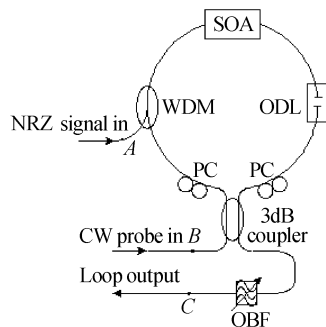 SOA
WDM
ODL
NRZ signal in
A
PC
PC
3dB
coupler
CW probe in B
Loop output
C
OBF